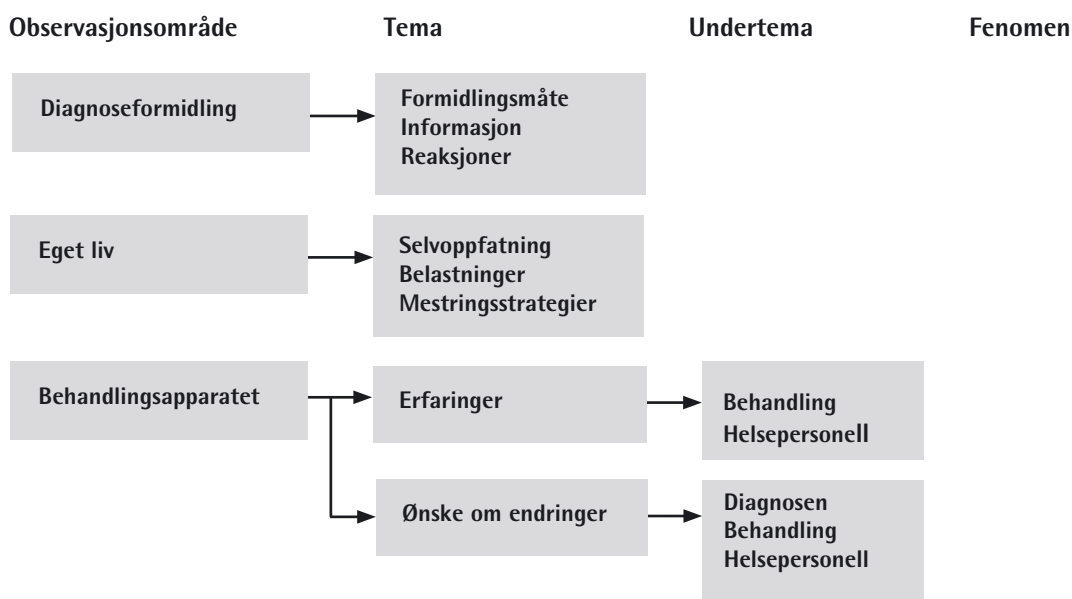 Observasjonsområde Tema Undertema Fenomen
Diagnoseformidling
Formidlingsmåte
Informasjon
Reaksjoner
Eget liv
Selvoppfatning
Belastninger
Mestringsstrategier
Behandlingsapparatet
Erfaringer
Behandling
Helsepersonell
Ønske om endringer
Diagnosen
Behandling
Helsepersonell